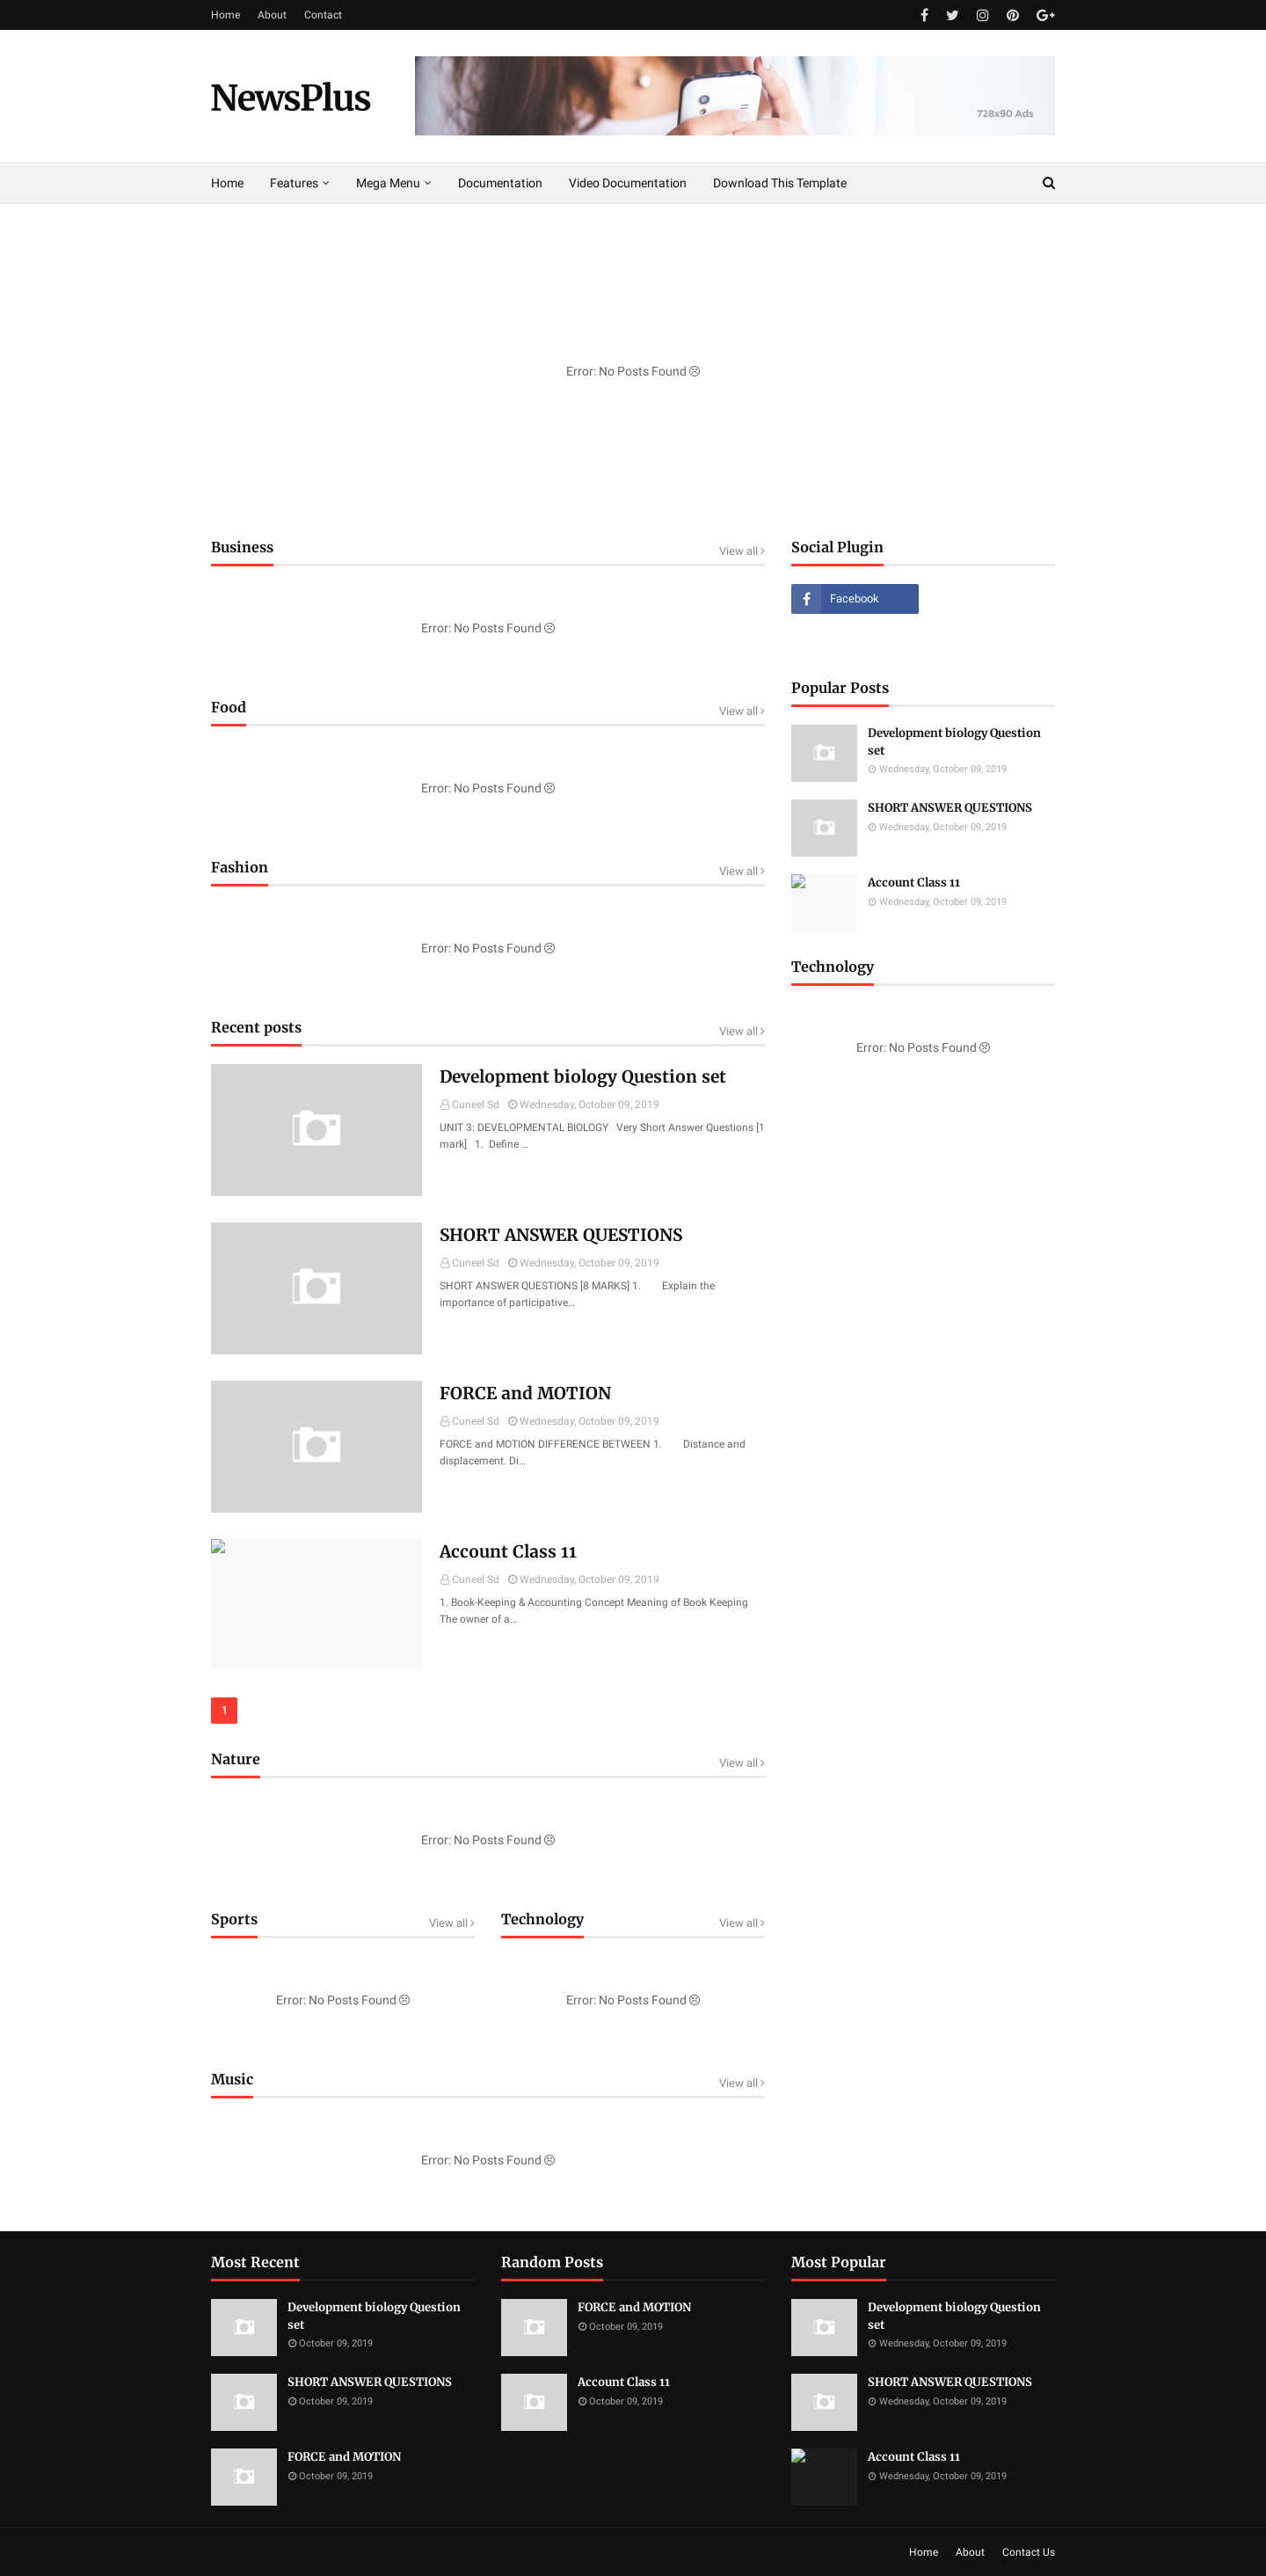 Home About Contact
NewsPlus
728x90 Ads
Home Features Mega Menu Documentation Video Documentation Download This Template
Error: No Posts Found
Business View all
Error: No Posts Found
Food View all
Error: No Posts Found
Fashion View all
Error: No Posts Found
Recent posts View all
Development biology Question set
Cuneel Sd Wednesday, October 09, 2019
UNIT 3: DEVELOPMENTAL BIOLOGY Very Short Answer Questions [1
mark] 1. Define ...
SHORT ANSWER QUESTIONS
Cuneel Sd Wednesday, October 09, 2019
SHORT ANSWER QUESTIONS [8 MARKS] 1. Explain the
importance of participative...
FORCE and MOTION
Cuneel Sd Wednesday, October 09, 2019
FORCE and MOTION DIFFERENCE BETWEEN 1. Distance and
displacement. Di...
Account Class 11
Cuneel Sd Wednesday, October 09, 2019
1. Book-Keeping & Accounting Concept Meaning of Book Keeping
The owner of a...
1
Nature View all
Error: No Posts Found
Sports View all
Error: No Posts Found
Technology View all
Error: No Posts Found
Music View all
Error: No Posts Found
Social Plugin
Facebook
Popular Posts
Development biology Question
set
Wednesday, October 09, 2019
SHORT ANSWER QUESTIONS
Wednesday, October 09, 2019
Account Class 11
Wednesday, October 09, 2019
Technology
Error: No Posts Found
Most Recent
Development biology Question
set
October 09, 2019
SHORT ANSWER QUESTIONS
October 09, 2019
FORCE and MOTION
October 09, 2019
Random Posts
FORCE and MOTION
October 09, 2019
Account Class 11
October 09, 2019
Most Popular
Development biology Question
set
Wednesday, October 09, 2019
SHORT ANSWER QUESTIONS
Wednesday, October 09, 2019
Account Class 11
Wednesday, October 09, 2019
Home About Contact Us